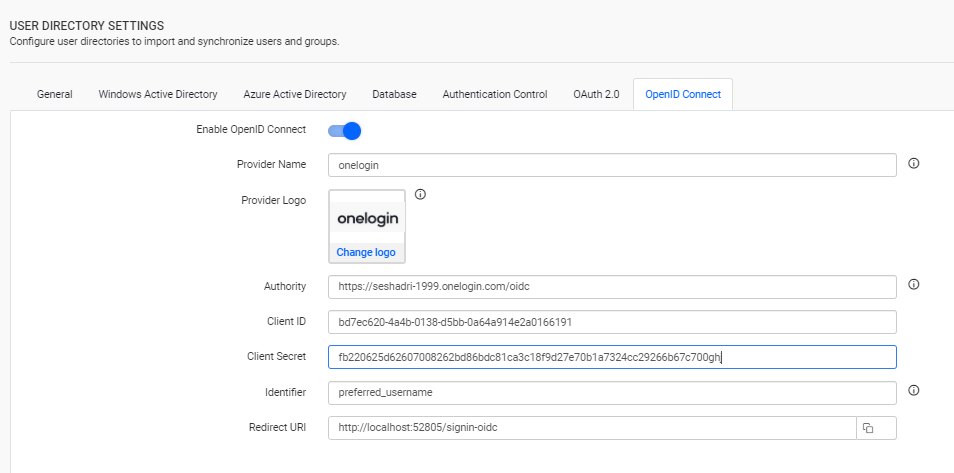 USER DIRECTORY SETTINGS
Configure user directories to import and synchronize users and groups.
General Windows Active Directory Azure Active Directory Database Authentication Control OAuth 2.0 OpenID Connect
Enable OpenID Connect
Provider Name onelogin
Provider Logo
onelogin
Change logo
Authority https://seshadri-1999.onelogin.com/oidc
Client ID bd7ec620-4a4b-0138-d5bb-0a64a914e2a0166191
Client Secret fb220625d62607008262bd86bdc81ca3c18f9d27e70b1a7324cc29266b67c700gh
Identifier preferred_username
Redirect URI http://localhost:52805/signin-oidc